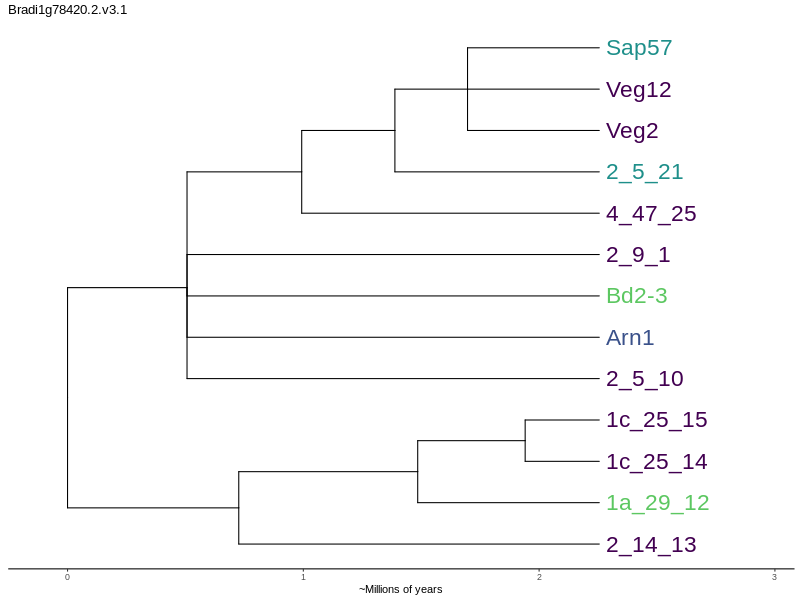 Bradi1g78420.2.v3.1
Sap57
Veg12
Veg2
2_5_21
4_47_25
2_9_1
Bd2-3
Arn1
2_5_10
1c_25_15
1c_25_14
1a_29_12
2_14_13
0 1 2 3
~Millions of years